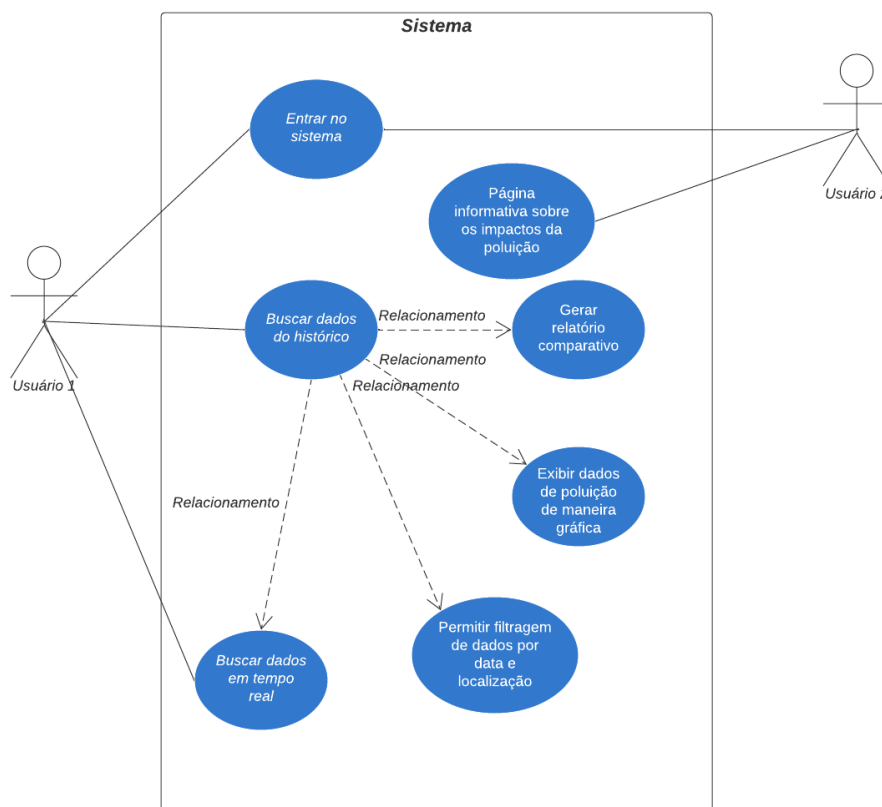 Sistema
Entrar no
sistema
Usuário 2
Página
informativa sobre
os impactos da
poluição
Usuário 1
Buscar dados
do histórico
Relacionamento
Gerar
relatório
comparativo
Relacionamento
Relacionamento
Exibir dados
de poluição
de maneira
gráfica
Relacionamento
Permitir filtragem
de dados por
data e
localização
Buscar dados
em tempo
real